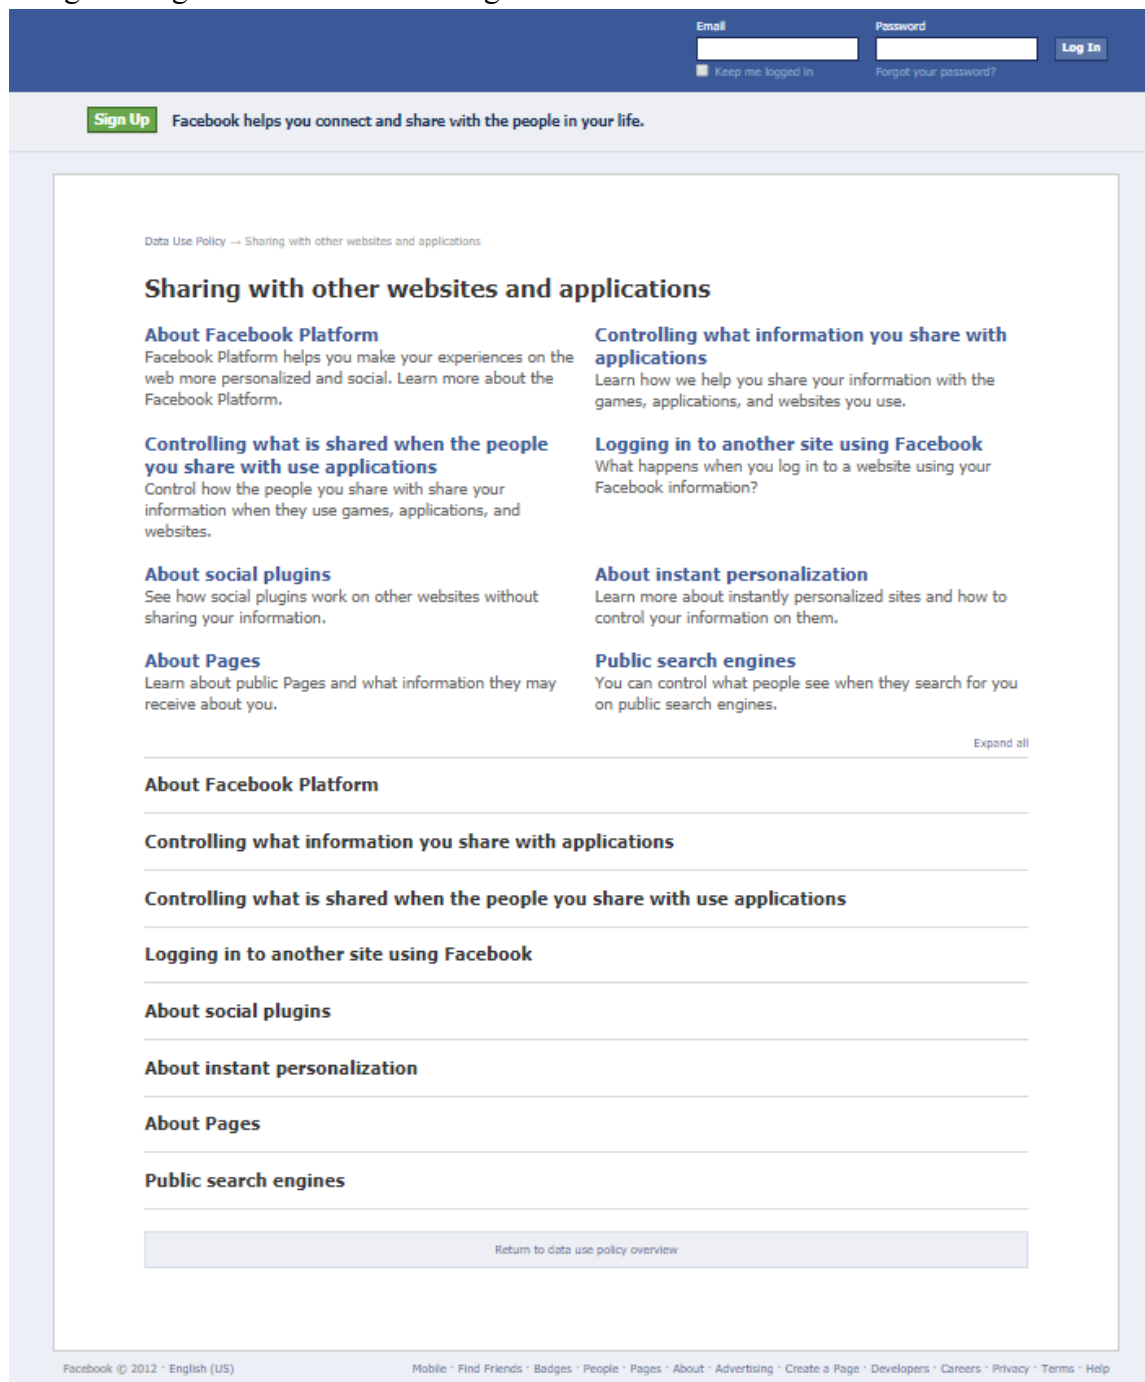 Email
Password
Log In
Keep me logged in
Forgot your password?
Sign Up
Facebook helps you connect and share with the people in your life.
Data Use Policy → Sharing with other websites and applications
Sharing with other websites and applications
About Facebook Platform
Facebook Platform helps you make your experiences on the
web more personalized and social. Learn more about the
Facebook Platform.
Controlling what information you share with
applications
Learn how we help you share your information with the
games, applications, and websites you use.
Controlling what is shared when the people
you share with use applications
Control how the people you share with share your
information when they use games, applications, and
websites.
Logging in to another site using Facebook
What happens when you log in to a website using your
Facebook information?
About social plugins
See how social plugins work on other websites without
sharing your information.
About instant personalization
Learn more about instantly personalized sites and how to
control your information on them.
About Pages
Learn about public Pages and what information they may
receive about you.
Public search engines
You can control what people see when they search for you
on public search engines.
Expand all
About Facebook Platform
Controlling what information you share with applications
Controlling what is shared when the people you share with use applications
Logging in to another site using Facebook
About social plugins
About instant personalization
About Pages
Public search engines
Return to data use policy overview
Facebook © 2012 · English (US)
Mobile · Find Friends · Badges · People · Pages · About · Advertising · Create a Page · Developers · Careers · Privacy · Terms · Help